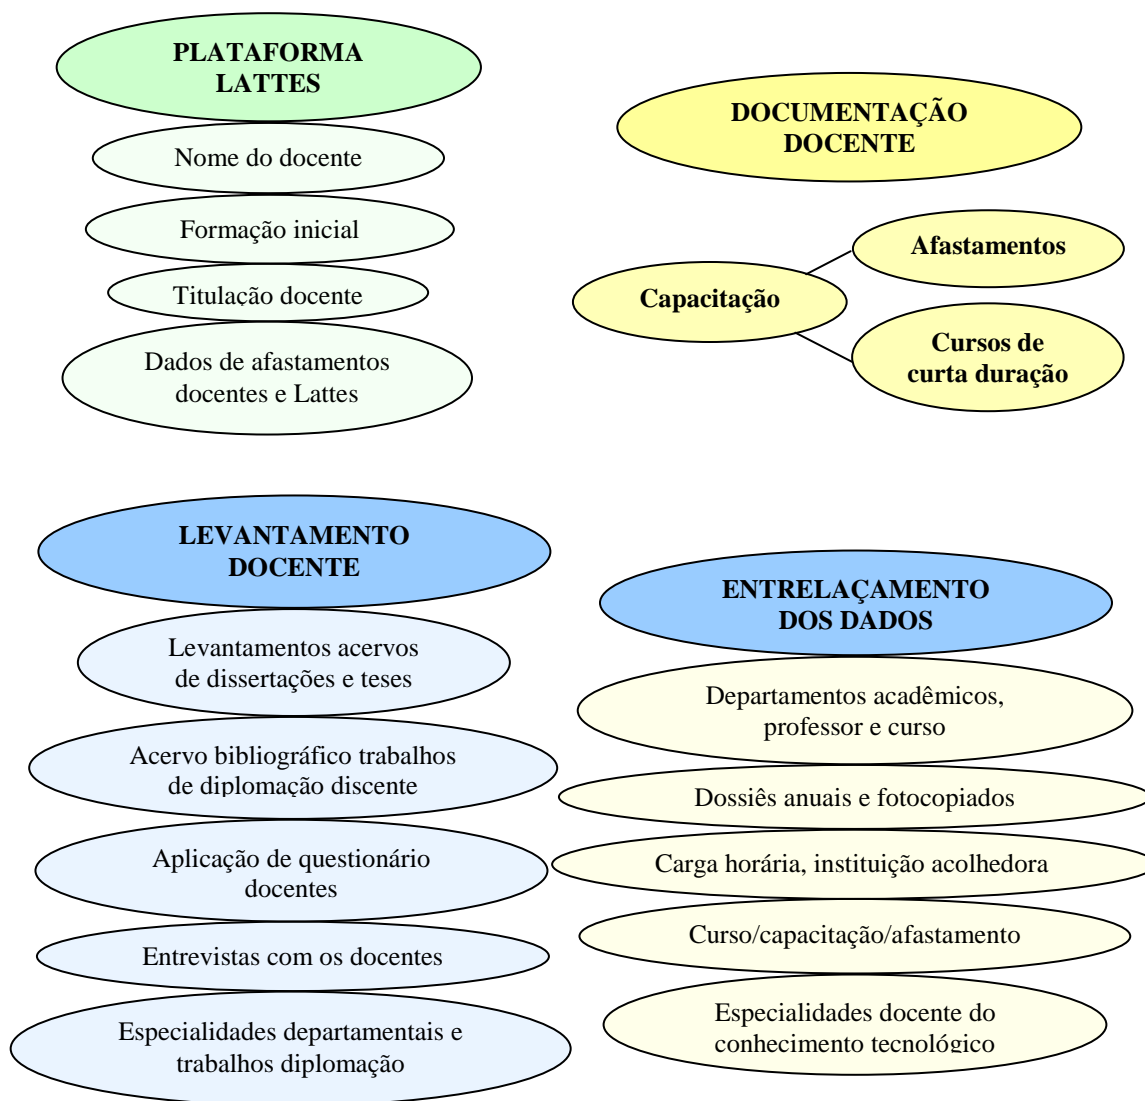 PLATAFORMA
LATTES
Nome do docente
Formação inicial
Titulação docente
Dados de afastamentos
docentes e Lattes
DOCUMENTAÇÃO
DOCENTE
Capacitação
Afastamentos
Cursos de
curta duração
LEVANTAMENTO
DOCENTE
Levantamentos acervos
de dissertações e teses
Acervo bibliográfico trabalhos
de diplomação discente
Aplicação de questionário
docentes
Entrevistas com os docentes
Especialidades departamentais e
trabalhos diplomação
ENTRELAÇAMENTO
DOS DADOS
Departamentos acadêmicos,
professor e curso
Dossiês anuais e fotocopiados
Carga horária, instituição acolhedora
Curso/capacitação/afastamento
Especialidades docente do
conhecimento tecnológico